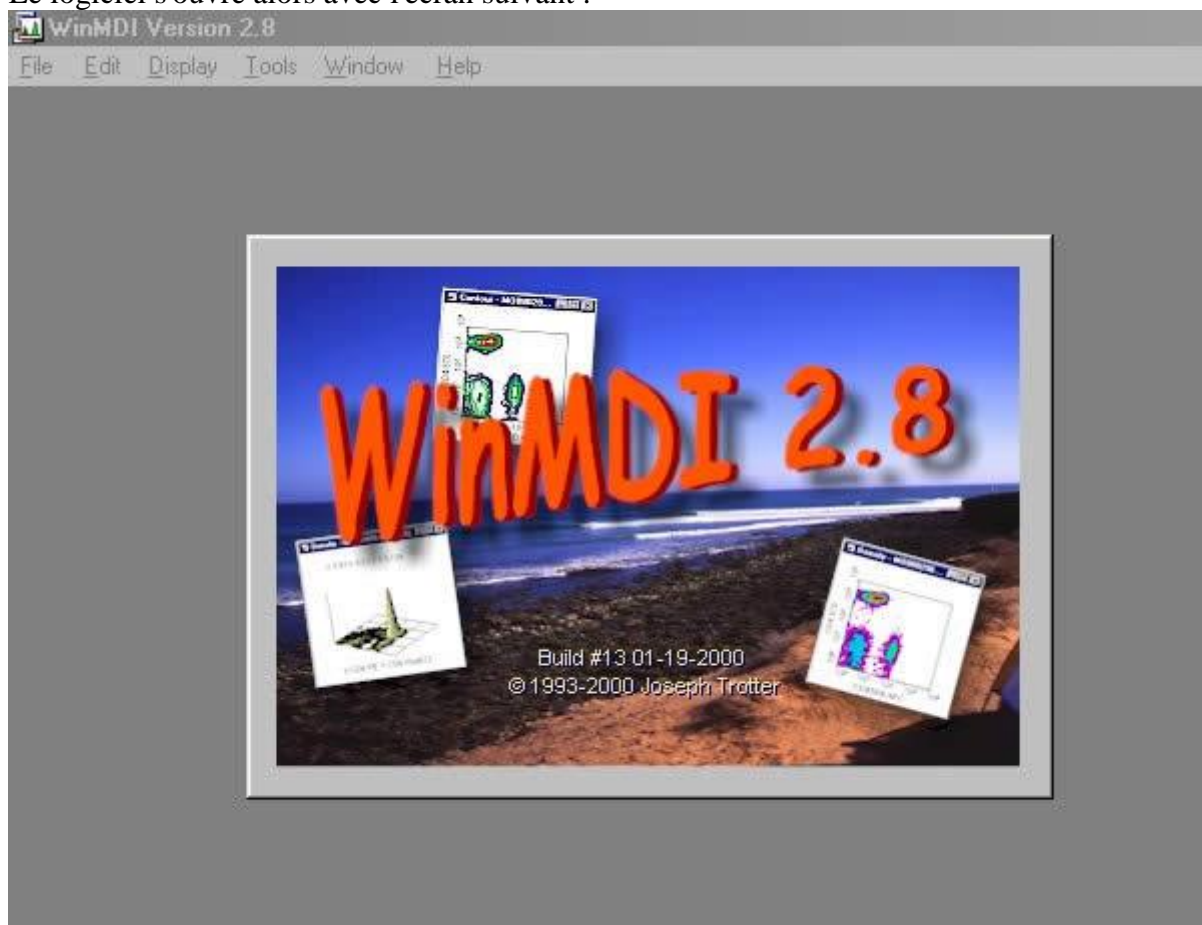 Le logiciel s'ouvre alors avec l'écran suivant :
WinMDI Version 2.8
File Edit Display Tools Window Help
WinMDI 2.8
Build #13 01-19-2000
© 1993-2000 Joseph Trotter